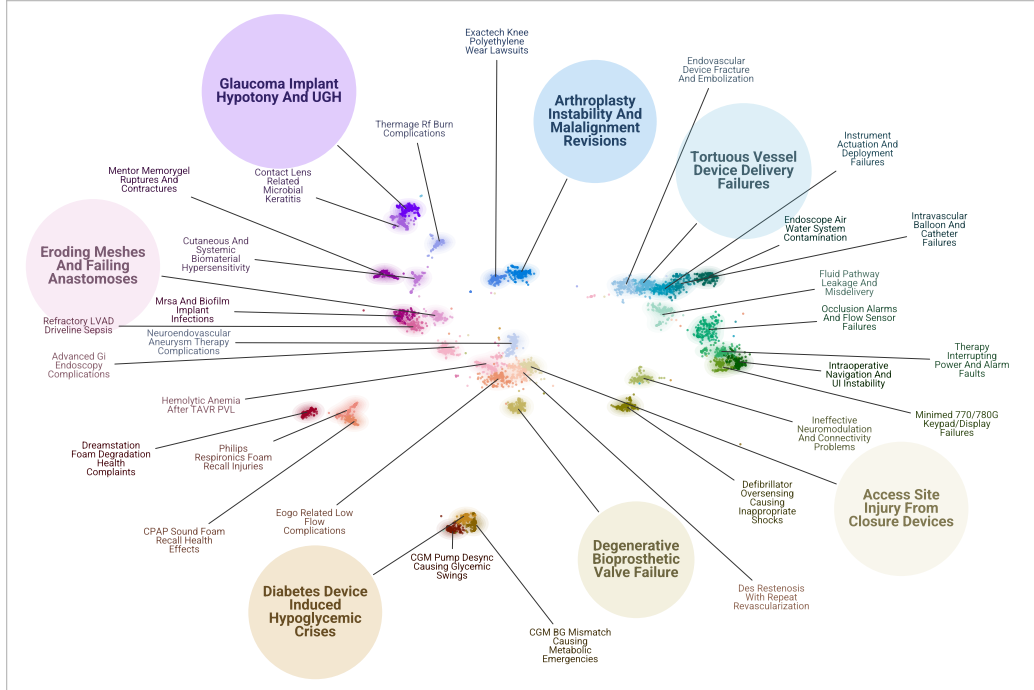 Exactech Knee
Polyethylene
Wear Lawsuits
Endovascular
Device Fracture
And Embolization
Glaucoma Implant
Hypotony And UGH
Arthroplasty
Instability And
Malalignment
Revisions
Thermage Rf Burn
Complications
Tortuous Vessel
Device Delivery
Failures
Instrument
Actuation And
Deployment
Failures
Mentor Memorygel
Ruptures And
Contractures
Contact Lens
Related
Microbial
Keratitis
Eroding Meshes
And Failing
Anastomoses
Cutaneous And
Systemic
Biomaterial
Hypersensitivity
Endoscope Air
Water System
Contamination
Intravascular
Balloon And
Catheter
Failures
Fluid Pathway
Leakage And
Misdelivery
Mrsa And Biofilm
Implant
Infections
Refractory LVAD
Driveline Sepsis
Occlusion Alarms
And Flow Sensor
Failures
Neuroendovascular
Aneurysm Therapy
Complications
Advanced Gi
Endoscopy
Complications
Therapy
Interrupting
Power And Alarm
Faults
Intraoperative
Navigation And
UI Instability
Hemolytic Anemia
After TAVR PVL
Minimed 770/780G
Keypad/Display
Failures
Ineffective
Neuromodulation
And Connectivity
Problems
Dreamstation
Foam Degradation
Health
Complaints
Philips
Respironics Foam
Recall Injuries
Defibrillator
Oversensing
Causing
Inappropriate
Shocks
Access Site
Injury From
Closure Devices
CPAP Sound Foam
Recall Health
Effects
Eogo Related Low
Flow
Complications
CGM Pump Desync
Causing Glycemic
Swings
Degenerative
Bioprosthetic
Valve Failure
Diabetes Device
Induced
Hypoglycemic
Crises
Des Restenosis
With Repeat
Revascularization
CGM BG Mismatch
Causing
Metabolic
Emergencies